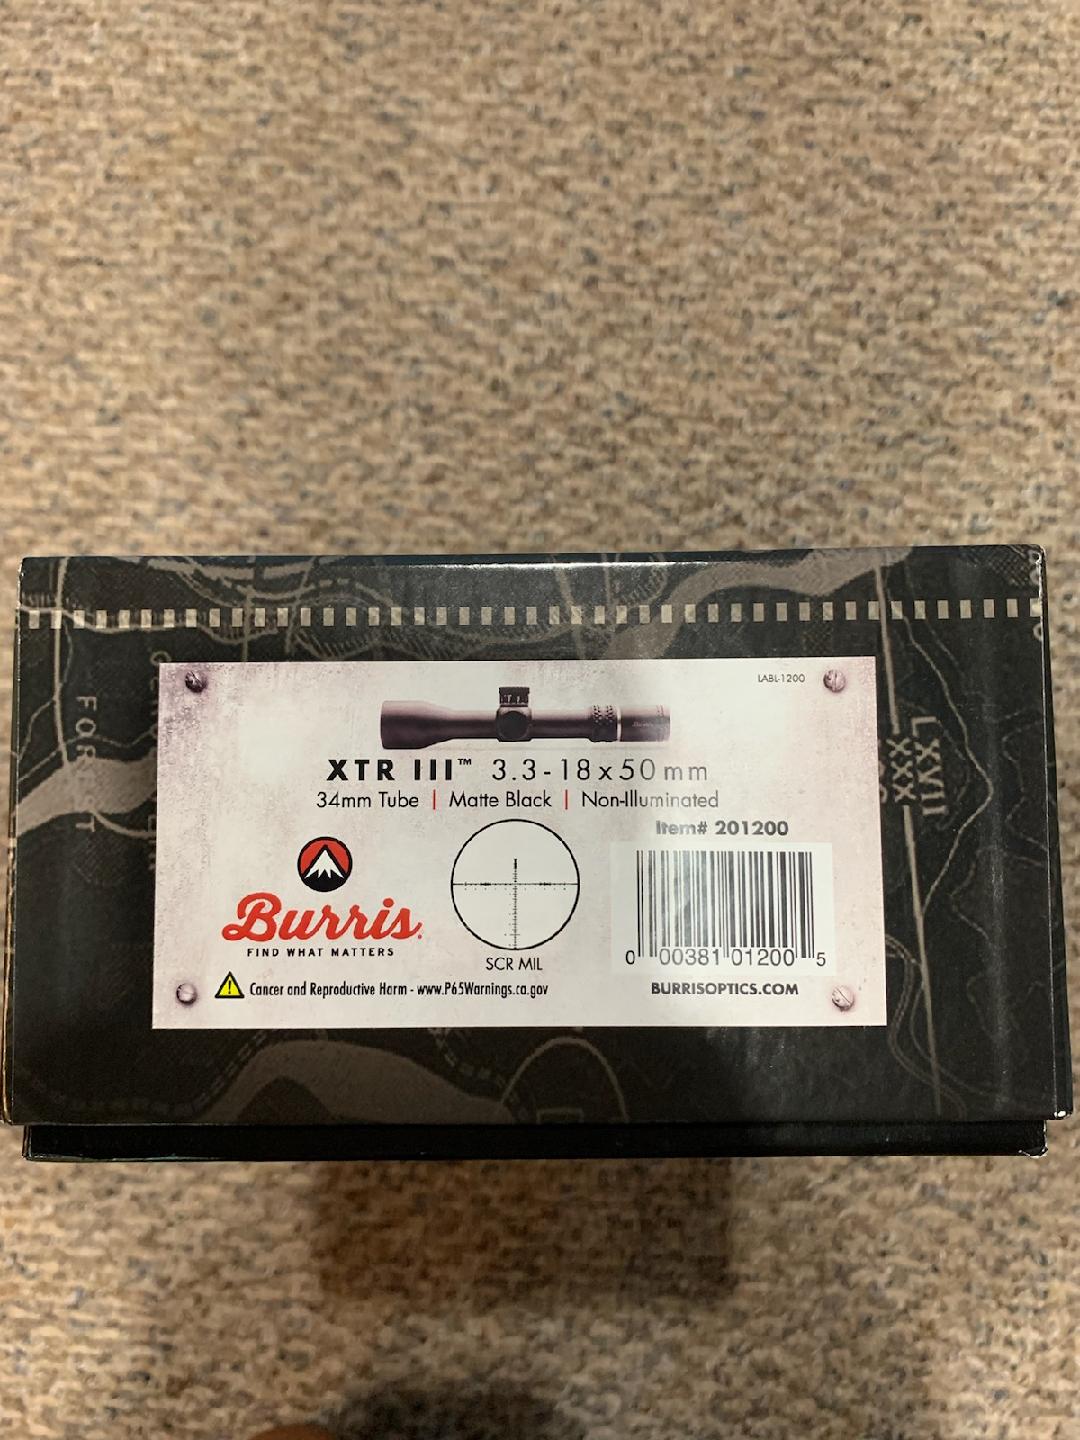 LABL-1200
XTR III™ 3.3-18x50mm
34mm Tube | Matte Black | Non-Illuminated
Item# 201200
Burris.
FIND WHAT MATTERS
SCR MIL
0 00381 01200 5
Cancer and Reproductive Harm - www.P65Warnings.ca.gov
BURRISOPTICS.COM
LXVII
XXX